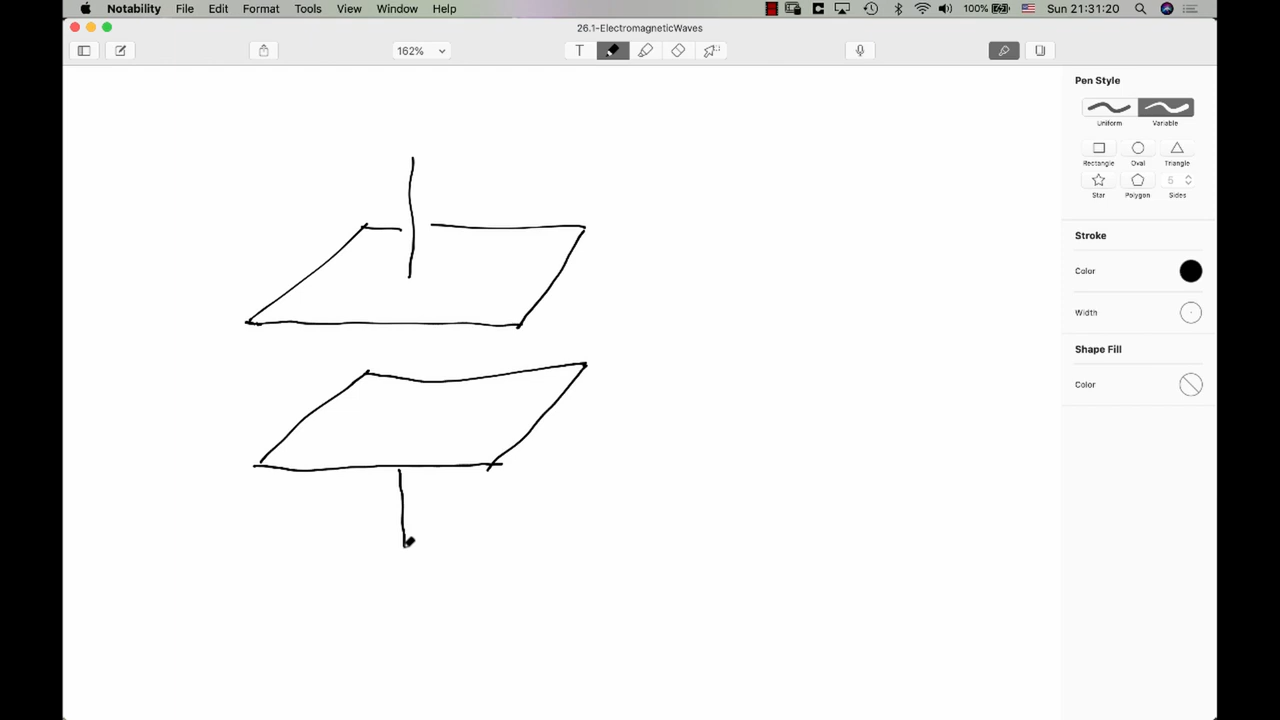 Notability File Edit Format Tools View Window Help 100% Sun 21:31:20
26.1-ElectromagneticWaves
162% T
Pen Style
Uniform Variable
Rectangle Oval Triangle
5
Star Polygon Sides
Stroke
Color
Width
Shape Fill
Color